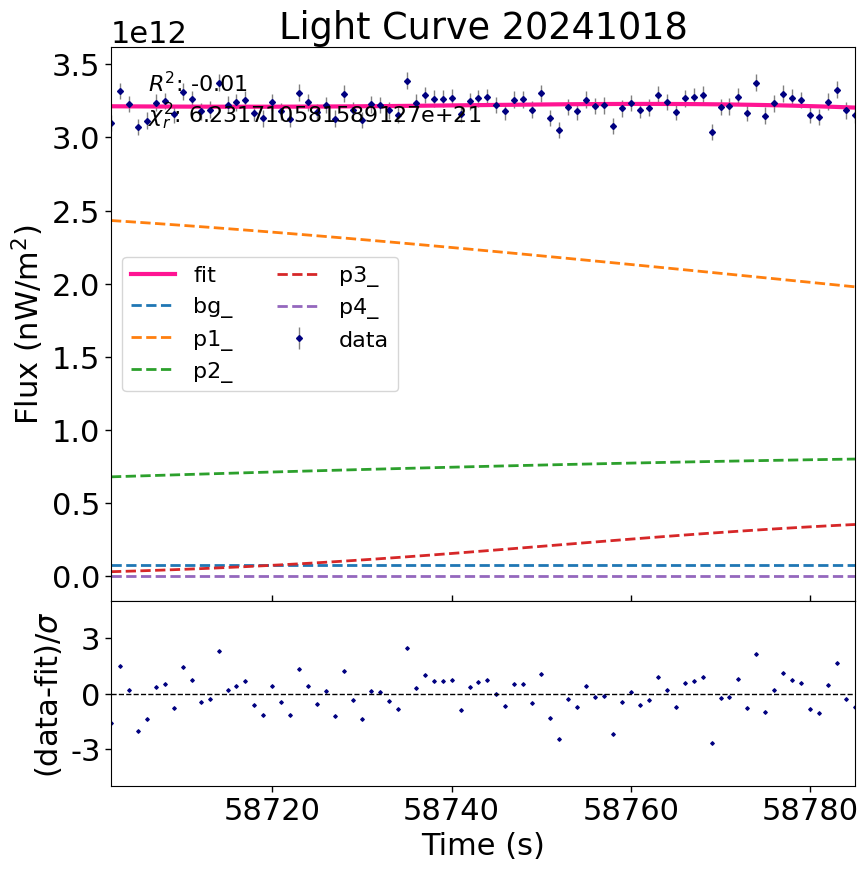 Light Curve 20241018
1e12
R²: -0.01
χ²ᵣ: 6.231710581589127e+21
3.5
3.0
2.5
2.0
1.5
1.0
0.5
0.0
Flux (nW/m²)
fit
bg_
p1_
p2_
p3_
p4_
data
3
0
-3
(data-fit)/σ
58720
58740
58760
58780
Time (s)